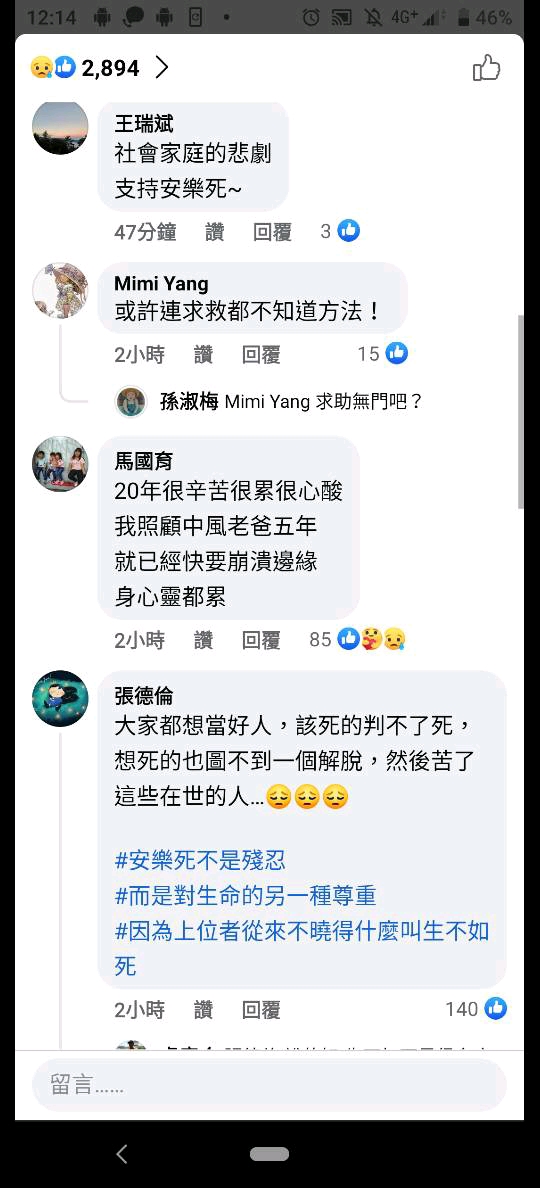 12:14
4G+
46%
2,894
王瑞斌
社會家庭的悲劇
支持安樂死~
47分鐘 讚 回覆 3
Mimi Yang
或許連求救都不知道方法！
2小時 讚 回覆 15
孫淑梅 Mimi Yang 求助無門吧？
馬國育
20年很辛苦很累很心酸
我照顧中風老爸五年
就已經快要崩潰邊緣
身心靈都累
2小時 讚 回覆 85
張德倫
大家都想當好人，該死的判不了死，
想死的也圖不到一個解脫，然後苦了
這些在世的人...😔😔😔
#安樂死不是殘忍
#而是對生命的另一種尊重
#因為上位者從來不曉得什麼叫生不如
死
2小時 讚 回覆 140
留言......